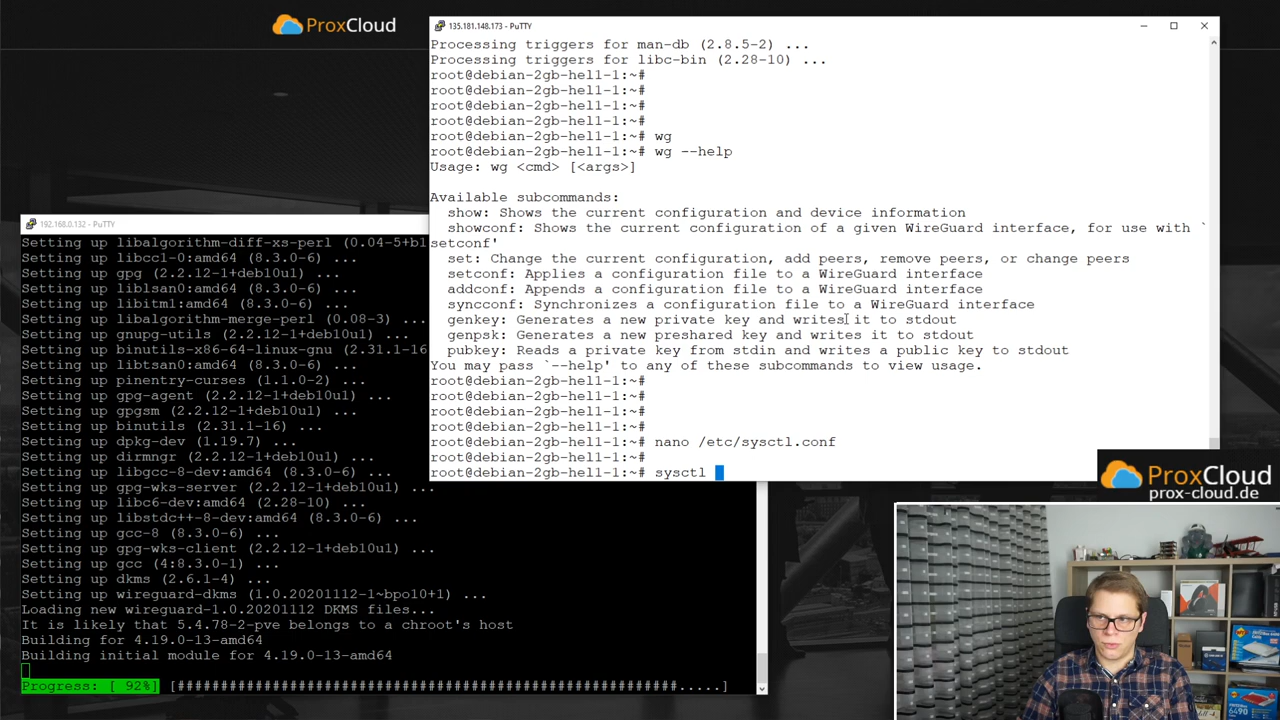 ProxCloud
135.181.148.173 - PuTTY
Processing triggers for man-db (2.8.5-2) ...
Processing triggers for libc-bin (2.28-10) ...
root@debian-2gb-hel1-1:~#
root@debian-2gb-hel1-1:~#
root@debian-2gb-hel1-1:~#
root@debian-2gb-hel1-1:~#
root@debian-2gb-hel1-1:~# wg
root@debian-2gb-hel1-1:~# wg --help
Usage: wg <cmd> [<args>]
Available subcommands:
show: Shows the current configuration and device information
showconf: Shows the current configuration of a given WireGuard interface, for use with `
setconf'
set: Change the current configuration, add peers, remove peers, or change peers
setconf: Applies a configuration file to a WireGuard interface
addconf: Appends a configuration file to a WireGuard interface
syncconf: Synchronizes a configuration file to a WireGuard interface
genkey: Generates a new private key and writes it to stdout
genpsk: Generates a new preshared key and writes it to stdout
pubkey: Reads a private key from stdin and writes a public key to stdout
You may pass `--help' to any of these subcommands to view usage.
root@debian-2gb-hel1-1:~#
root@debian-2gb-hel1-1:~#
root@debian-2gb-hel1-1:~#
root@debian-2gb-hel1-1:~#
root@debian-2gb-hel1-1:~# nano /etc/sysctl.conf
root@debian-2gb-hel1-1:~#
root@debian-2gb-hel1-1:~# sysctl
192.168.0.132 - PuTTY
Setting up libalgorithm-diff-xs-perl (0.04-5+b1
Setting up libcc1-0:amd64 (8.3.0-6) ...
Setting up gpg (2.2.12-1+deb10u1) ...
Setting up liblsan0:amd64 (8.3.0-6) ...
Setting up libitm1:amd64 (8.3.0-6) ...
Setting up libalgorithm-merge-perl (0.08-3) ...
Setting up gnupg-utils (2.2.12-1+deb10u1) ...
Setting up binutils-x86-64-linux-gnu (2.31.1-16
Setting up libtsan0:amd64 (8.3.0-6) ...
Setting up pinentry-curses (1.1.0-2) ...
Setting up gpg-agent (2.2.12-1+deb10u1) ...
Setting up gpgsm (2.2.12-1+deb10u1) ...
Setting up binutils (2.31.1-16) ...
Setting up dpkg-dev (1.19.7) ...
Setting up dirmngr (2.2.12-1+deb10u1) ...
Setting up libgcc-8-dev:amd64 (8.3.0-6) ...
Setting up gpg-wks-server (2.2.12-1+deb10u1) ...
Setting up libc6-dev:amd64 (2.28-10) ...
Setting up libstdc++-8-dev:amd64 (8.3.0-6) ...
Setting up gcc-8 (8.3.0-6) ...
Setting up gpg-wks-client (2.2.12-1+deb10u1) ...
Setting up gcc (4:8.3.0-1) ...
Setting up dkms (2.6.1-4) ...
Setting up wireguard-dkms (1.0.20201112-1~bpo10+1) ...
Loading new wireguard-1.0.20201112 DKMS files...
It is likely that 5.4.78-2-pve belongs to a chroot's host
Building for 4.19.0-13-amd64
Building initial module for 4.19.0-13-amd64
Progress: [ 92%] [##########################################################.....]
ProxCloud
prox-cloud.de